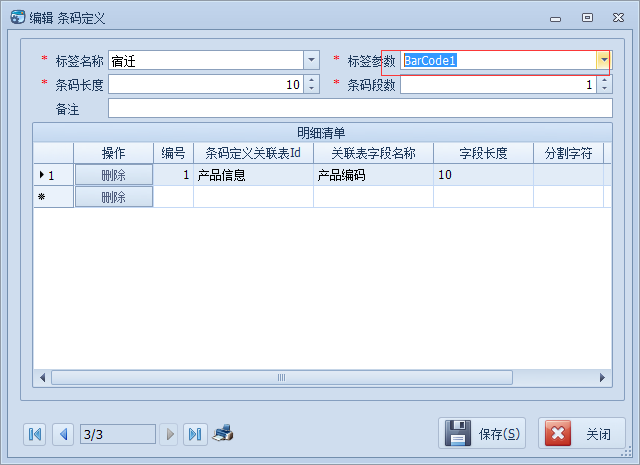 编辑 条码定义
* 标签名称 宿迁 * 标签参数 BarCode1
* 条码长度 10 * 条码段数 1
备注
明细清单
操作 编号 条码定义关联表Id 关联表字段名称 字段长度 分割字符
1 删除 1 产品信息 产品编码 10
* 删除
3/3 保存(S) 关闭